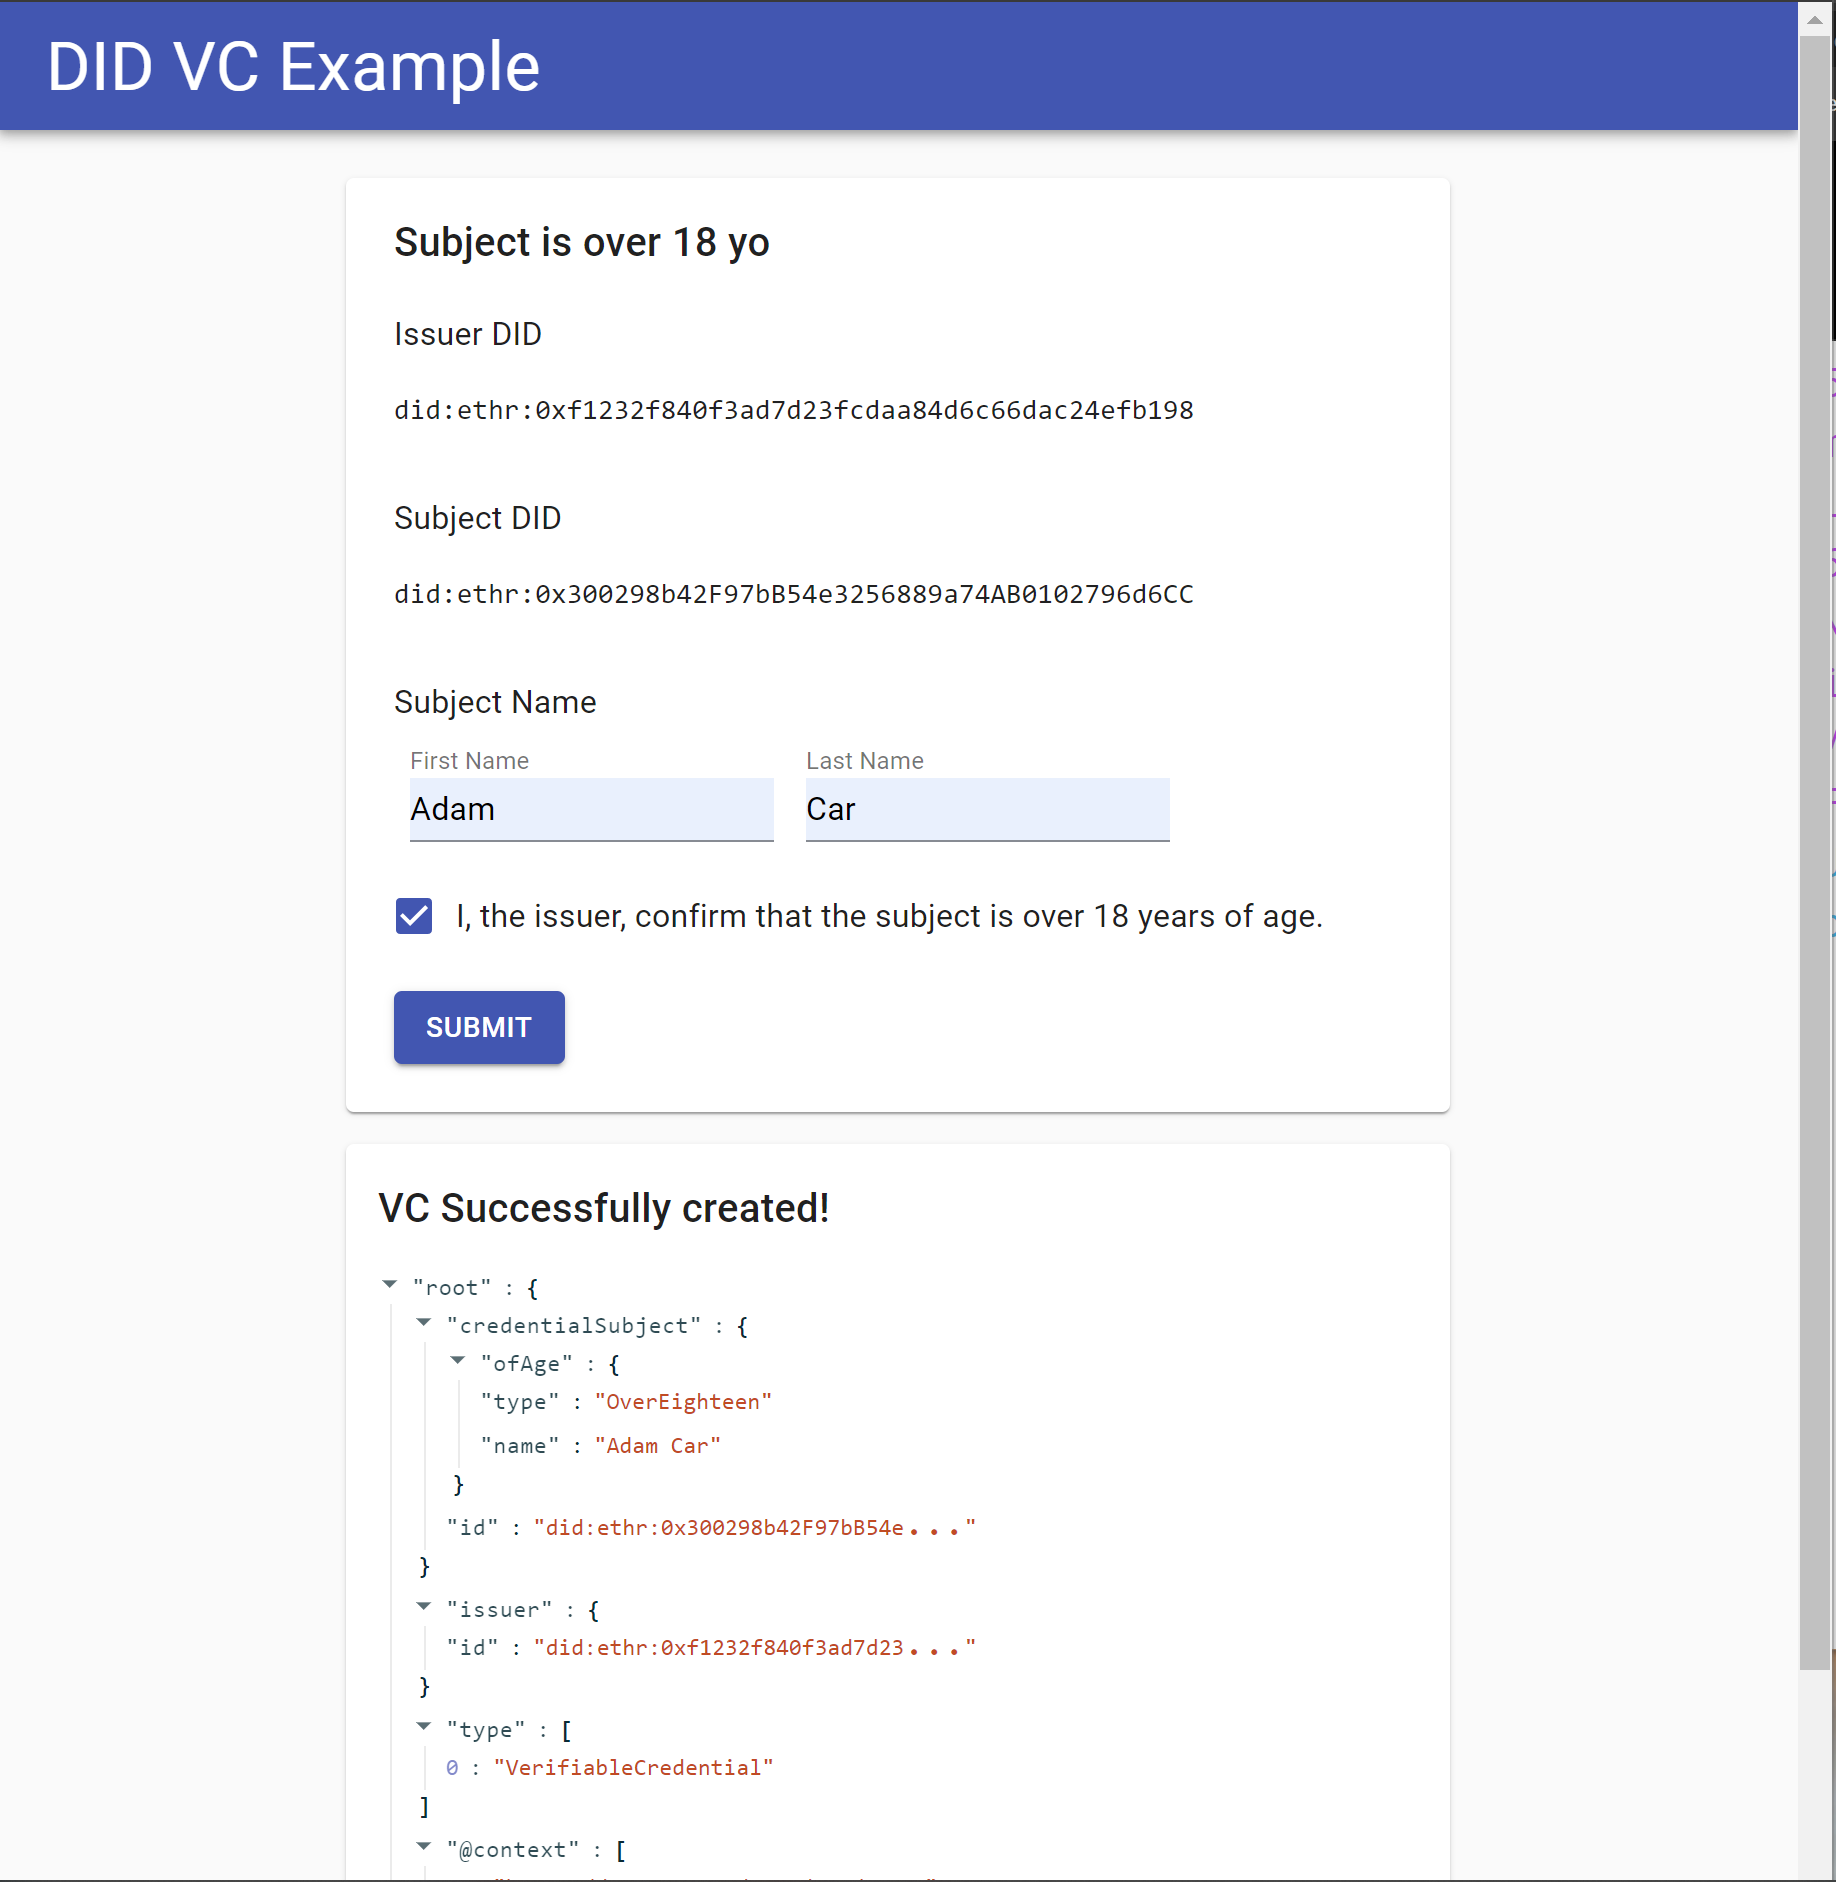 DID VC Example
Subject is over 18 yo
Issuer DID
did:ethr:0xf1232f840f3ad7d23fcdaa84d6c66dac24efb198
Subject DID
did:ethr:0x300298b42F97bB54e3256889a74AB0102796d6CC
Subject Name
First Name Last Name
Adam Car
I, the issuer, confirm that the subject is over 18 years of age.
SUBMIT
VC Successfully created!
"root" : {
"credentialSubject" : {
"ofAge" : {
"type" : "OverEighteen"
"name" : "Adam Car"
}
"id" : "did:ethr:0x300298b42F97bB54e..."
}
"issuer" : {
"id" : "did:ethr:0xf1232f840f3ad7d23..."
}
"type" : [
0 : "VerifiableCredential"
]
"@context" : [